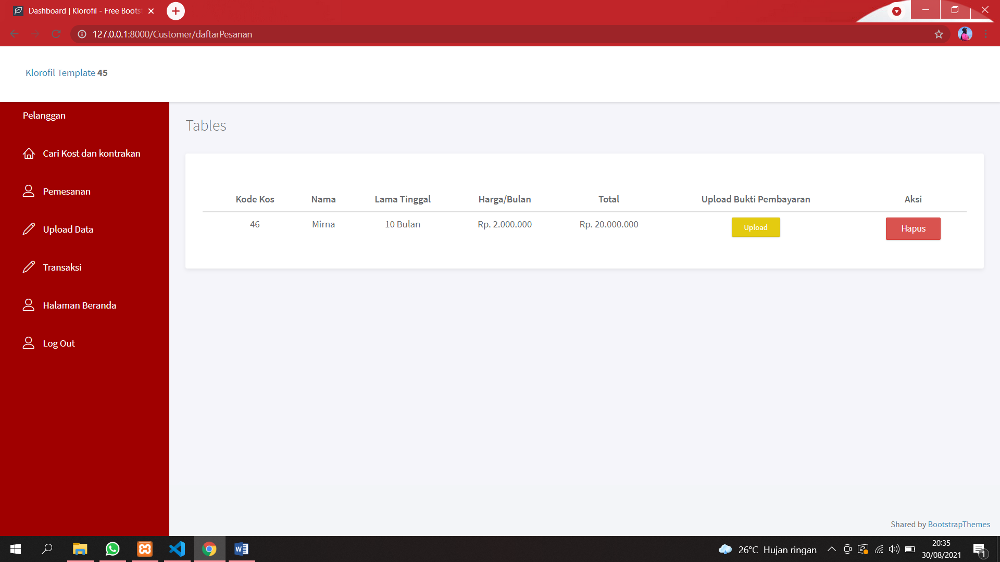 Dashboard | Klorofil - Free Boots
127.0.0.1:8000/Customer/daftarPesanan
Klorofil Template 45
Pelanggan
Cari Kost dan kontrakan
Pemesanan
Upload Data
Transaksi
Halaman Beranda
Log Out
Tables
Kode Kos Nama Lama Tinggal Harga/Bulan Total Upload Bukti Pembayaran Aksi
46 Mirna 10 Bulan Rp. 2.000.000 Rp. 20.000.000 Upload Hapus
Shared by BootstrapThemes
26°C Hujan ringan
20:35
30/08/2021
1